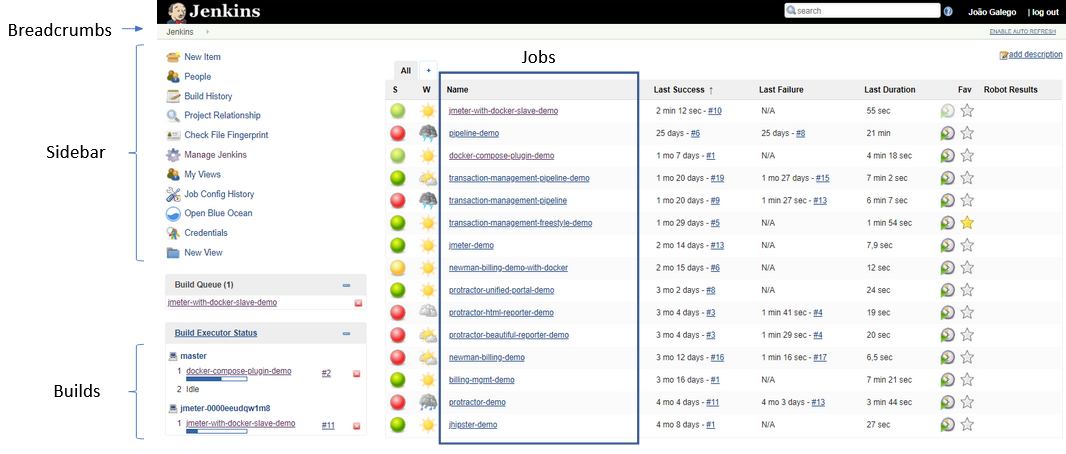 Jenkins
search
João Galego
| log out
Breadcrumbs
Jenkins
ENABLE AUTO REFRESH
Sidebar
New Item
People
Build History
Project Relationship
Check File Fingerprint
Manage Jenkins
My Views
Job Config History
Open Blue Ocean
Credentials
New View
Build Queue (1)
jmeter-with-docker-slave-demo
Build Executor Status
Builds
master
1 docker-compose-plugin-demo #2
2 Idle
jmeter-0000eeudqw1m8
1 jmeter-with-docker-slave-demo #11
Jobs
add description
All +
S W Name Last Success ↑ Last Failure Last Duration Fav Robot Results
jmeter-with-docker-slave-demo 2 min 12 sec - #10 N/A 55 sec
pipeline-demo 25 days - #6 25 days - #8 21 min
docker-compose-plugin-demo 1 mo 7 days - #1 N/A 4 min 18 sec
transaction-management-pipeline-demo 1 mo 20 days - #19 1 mo 27 days - #15 7 min 2 sec
transaction-management-pipeline 1 mo 20 days - #9 1 min 27 sec - #13 6 min 7 sec
transaction-management-freestyle-demo 1 mo 29 days - #5 N/A 1 min 54 sec
jmeter-demo 2 mo 14 days - #13 N/A 7,9 sec
newman-billing-demo-with-docker 2 mo 15 days - #6 N/A 12 sec
protractor-unified-portal-demo 3 mo 2 days - #8 N/A 24 sec
protractor-html-reporter-demo 3 mo 4 days - #3 1 min 41 sec - #4 19 sec
protractor-beautiful-reporter-demo 3 mo 4 days - #3 1 min 29 sec - #4 20 sec
newman-billing-demo 3 mo 12 days - #16 1 min 16 sec - #17 6,5 sec
billing-mgmt-demo 3 mo 16 days - #1 N/A 7 min 21 sec
protractor-demo 4 mo 4 days - #11 4 mo 3 days - #13 3 min 44 sec
jhipster-demo 4 mo 8 days - #1 N/A 27 sec